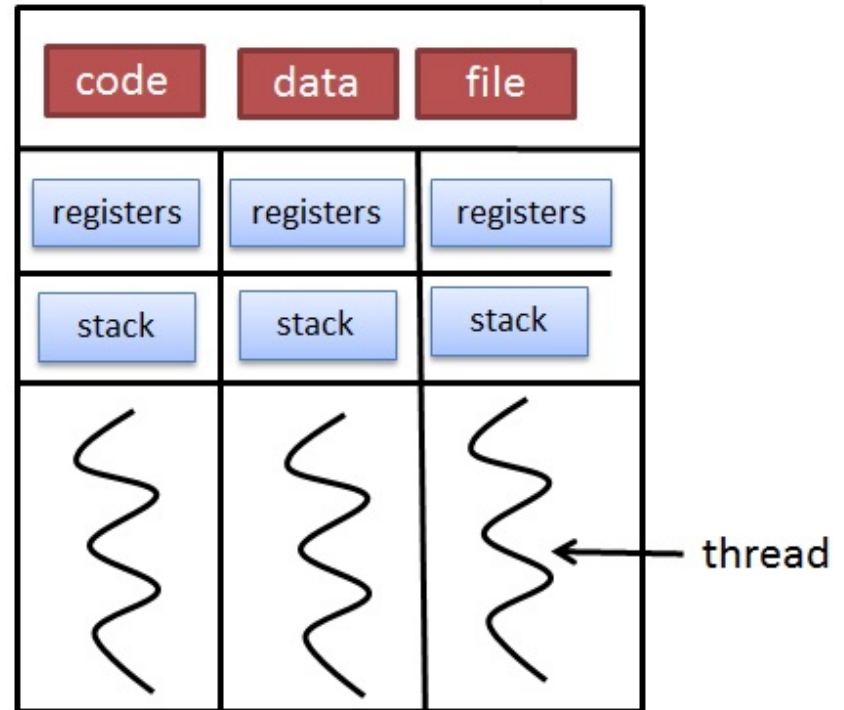 code data file
registers registers registers
stack stack stack
thread